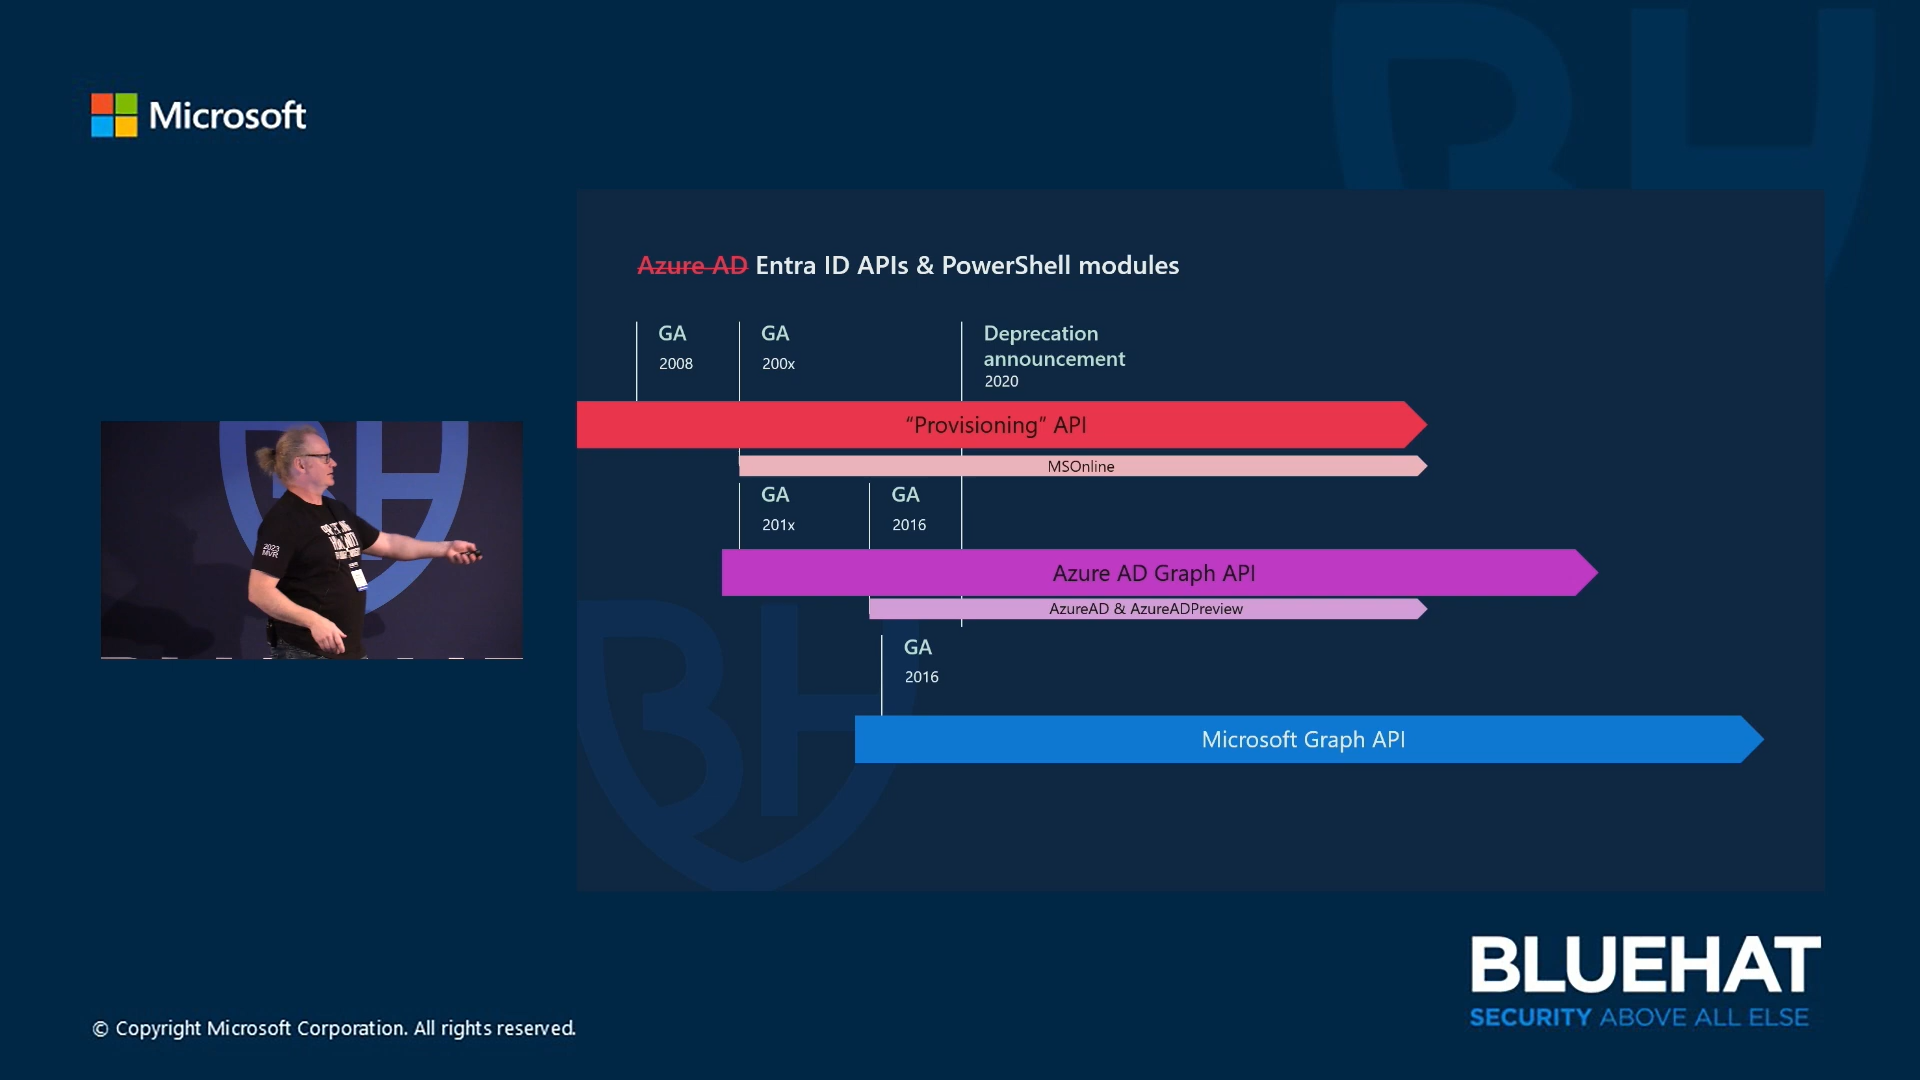 Microsoft
Azure AD Entra ID APIs & PowerShell modules
GA
2008
GA
200x
Deprecation
announcement
2020
“Provisioning” API
MSOnline
GA
201x
GA
2016
Azure AD Graph API
AzureAD & AzureADPreview
GA
2016
Microsoft Graph API
2023
MVR
BLUEHAT
SECURITY ABOVE ALL ELSE
© Copyright Microsoft Corporation. All rights reserved.